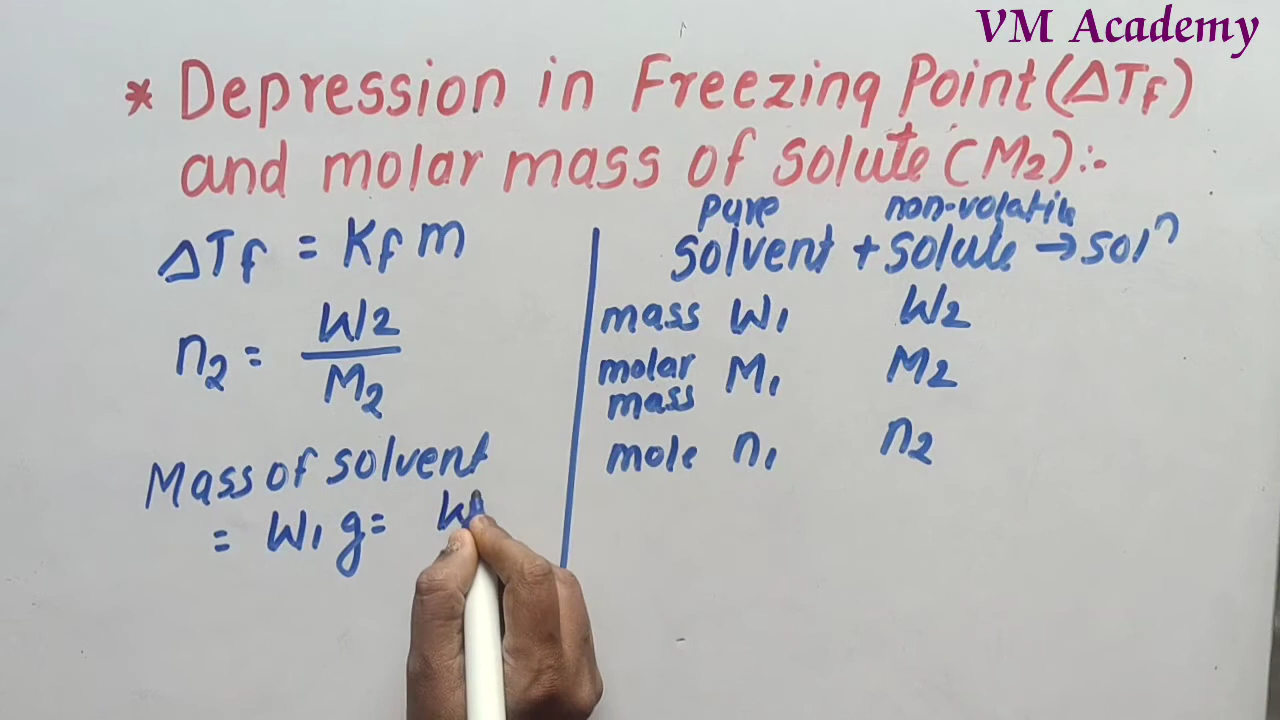 VM Academy
* Depression in Freezing Point (ΔTf)
and molar mass of solute (M2):-
ΔTf = Kf m
n2 = W2
M2
Mass of solvent
= W1 g = W
pure non-volatile
solvent + solute → solⁿ
mass W1 W2
molar mass M1 M2
mole n1 n2